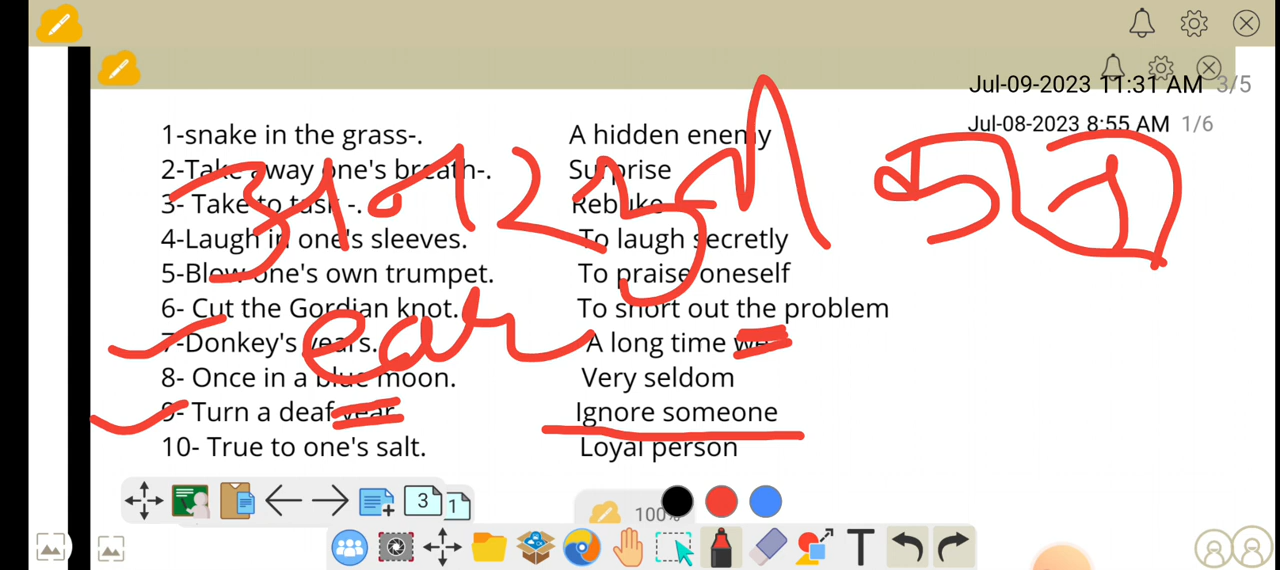 Jul-09-2023 11:31 AM 3/5
Jul-08-2023 8:55 AM 1/6
1-snake in the grass-. A hidden enemy
2-Take away one's breath-. Surprise
3- Take to task -. Rebuke
4-Laugh in one's sleeves. To laugh secretly
5-Blow one's own trumpet. To praise oneself
6- Cut the Gordian knot. To short out the problem
7-Donkey's years. A long time
8- Once in a blue moon. Very seldom
9- Turn a deaf year Ignore someone
10- True to one's salt. Loyal person
ear
3 1
100%
T